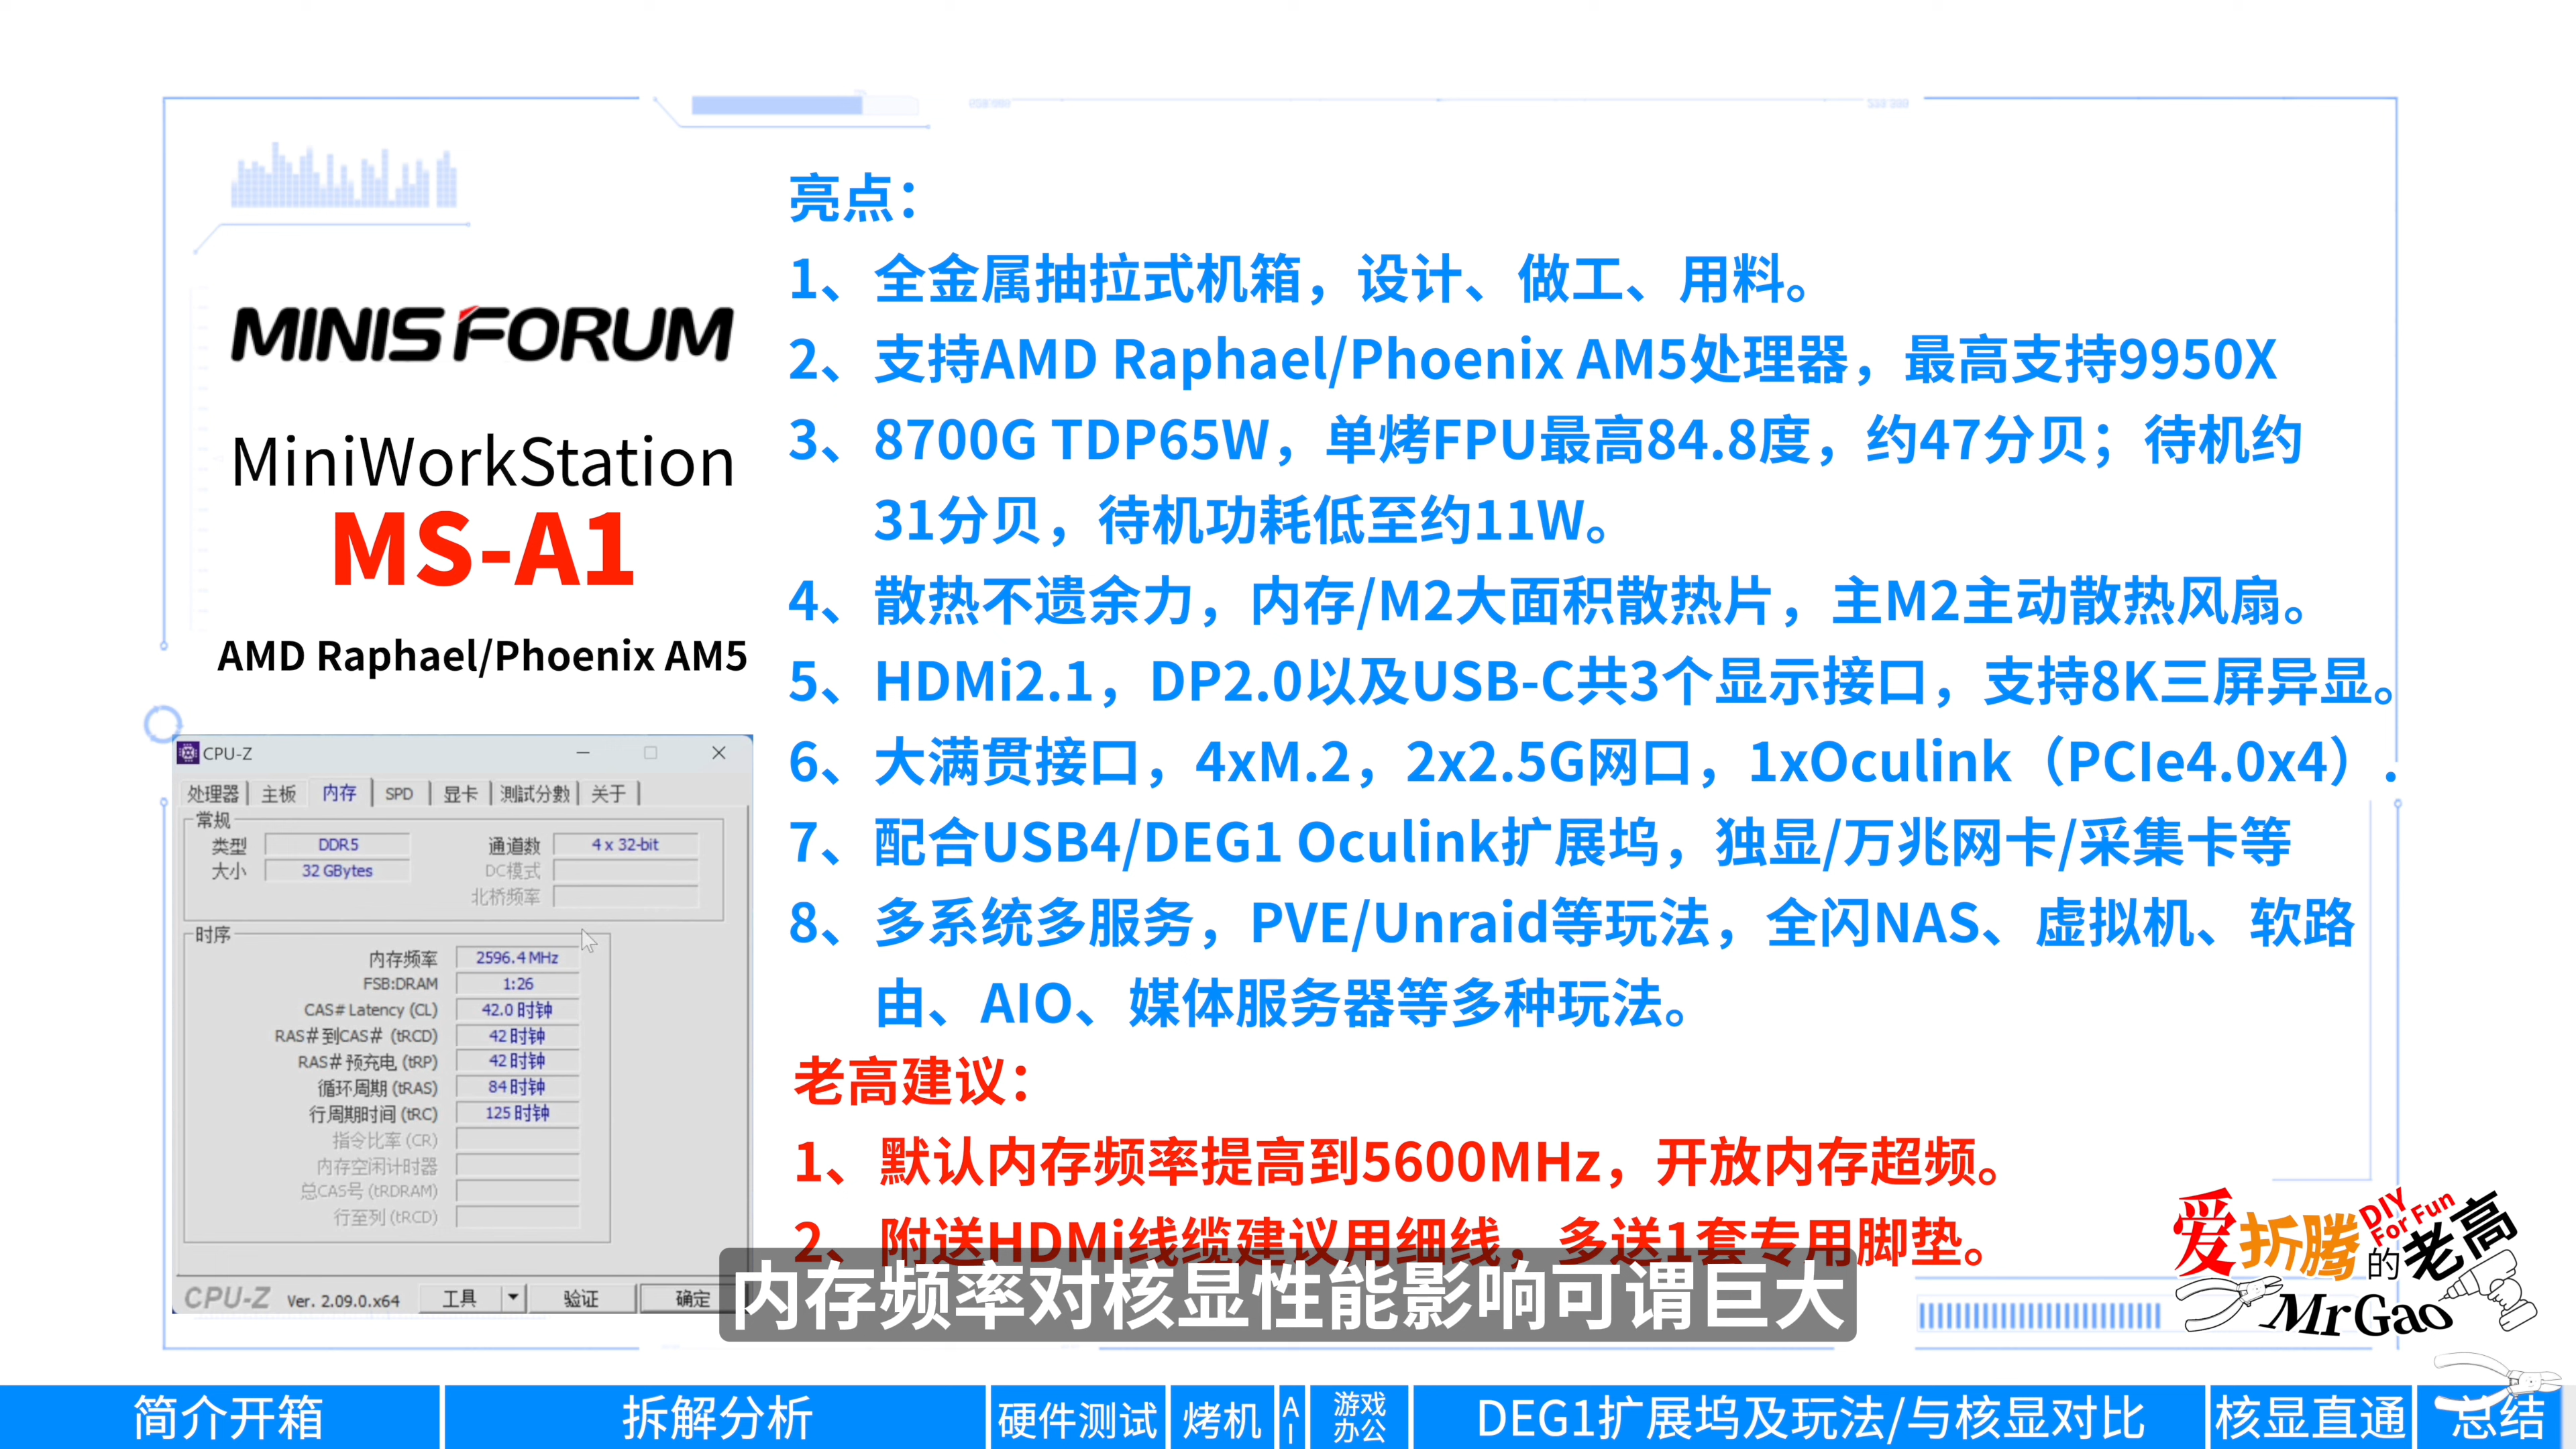 MINISFORUM
MiniWorkStation
MS-A1
AMD Raphael/Phoenix AM5
CPU-Z
处理器 主板 内存 SPD 显卡 測試分數 关于
常规
类型 DDR5 通道数 4 x 32-bit
大小 32 GBytes DC模式
北桥频率
时序
内存频率 2596.4 MHz
FSB:DRAM 1:26
CAS# Latency (CL) 42.0 时钟
RAS#到CAS# (tRCD) 42 时钟
RAS#预充电 (tRP) 42 时钟
循环周期 (tRAS) 84 时钟
行周期时间 (tRC) 125 时钟
指令比率 (CR)
内存空闲计时器
总CAS号 (tRDRAM)
行至列 (tRCD)
CPU-Z Ver. 2.09.0.x64 工具 验证 确定
亮点：
1、全金属抽拉式机箱，设计、做工、用料。
2、支持AMD Raphael/Phoenix AM5处理器，最高支持9950X
3、8700G TDP65W，单烤FPU最高84.8度，约47分贝；待机约
31分贝，待机功耗低至约11W。
4、散热不遗余力，内存/M2大面积散热片，主M2主动散热风扇。
5、HDMi2.1，DP2.0以及USB-C共3个显示接口，支持8K三屏异显。
6、大满贯接口，4xM.2，2x2.5G网口，1xOculink（PCIe4.0x4）.
7、配合USB4/DEG1 Oculink扩展坞，独显/万兆网卡/采集卡等
8、多系统多服务，PVE/Unraid等玩法，全闪NAS、虚拟机、软路
由、AIO、媒体服务器等多种玩法。
老高建议：
1、默认内存频率提高到5600MHz，开放内存超频。
2、附送HDMi线缆建议用细线，多送1套专用脚垫。
内存频率对核显性能影响可谓巨大
爱折腾的老高
DIY For Fun
MrGao
简介开箱 拆解分析 硬件测试 烤机 AI 游戏办公 DEG1扩展坞及玩法/与核显对比 核显直通 总结